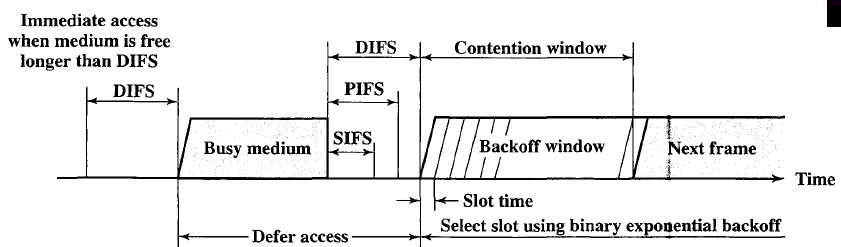 Immediate access
when medium is free
longer than DIFS
DIFS
DIFS
Contention window
PIFS
SIFS
Busy medium
Backoff window
Next frame
Time
Slot time
Defer access
Select slot using binary exponential backoff